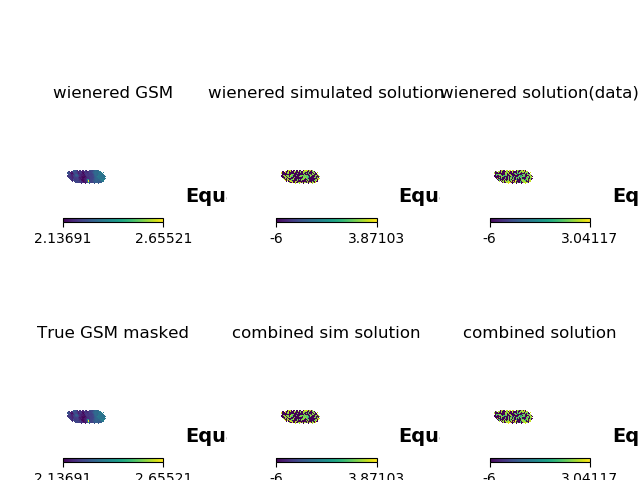 wienered GSM wienered simulated solution wienered solution(data)
Equ Equ Eq
2.13691 2.65521 -6 3.87103 -6 3.04117
True GSM masked combined sim solution combined solution
Equ Equ Eq
2.13691 2.65521 -6 3.87103 -6 3.04117